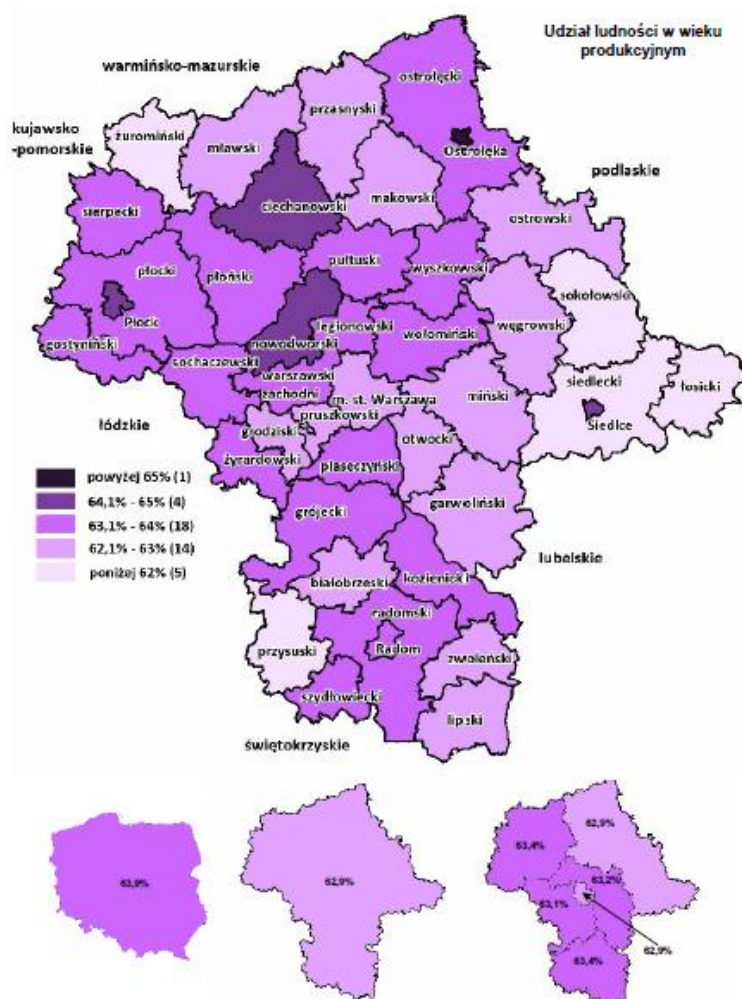 Udział ludności w wieku
produkcyjnym
warmińsko-mazurskie
ostrołęcki
przasnyski
kujawsko
-pomorskie
żuromiński
mławski
Ostrołęka
podlaskie
ciechanowski
makowski
sierpecki
ostrowski
płocki
płoński
pułtuski
wyszkowski
sokołowski
Płock
legionowski
wołomiński
węgrowski
gostyniński
nowodworski
sochaczewski
warszawski
zachodni
siedlecki
łosicki
m. st. Warszawa
miński
Siedlce
pruszkowski
łódzkie
grodziski
otwocki
żyrardowski
piaseczyński
powyżej 65% (1)
64,1% - 65% (4)
63,1% - 64% (18)
62,1% - 63% (14)
poniżej 62% (5)
garwoliński
grójecki
lubelskie
białobrzeski
kozienicki
radomski
przysuski
Radom
zwoleński
szydłowiecki
lipski
świętokrzyskie
63,9%
62,9%
62,9%
63,4%
63,2%
63,1%
62,9%
63,4%